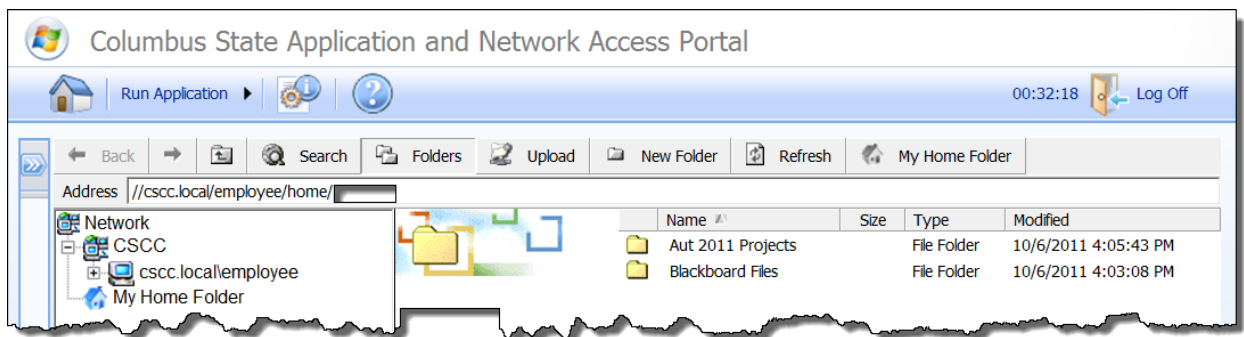 Columbus State Application and Network Access Portal
Run Application 00:32:18 Log Off
Back Search Folders Upload New Folder Refresh My Home Folder
Address //cscc.local/employee/home/
Network Name Size Type Modified
CSCC Aut 2011 Projects File Folder 10/6/2011 4:05:43 PM
cscc.local\employee Blackboard Files File Folder 10/6/2011 4:03:08 PM
My Home Folder